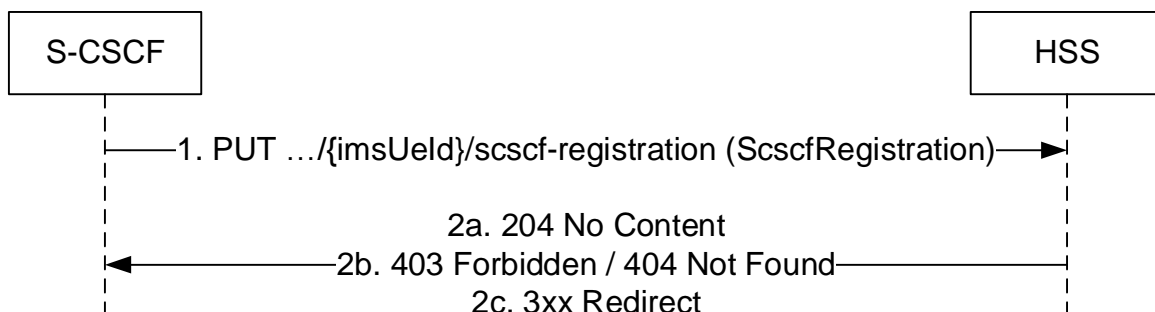 S-CSCF
HSS
1. PUT …/{imsUeId}/scscf-registration (ScscfRegistration)
2a. 204 No Content
2b. 403 Forbidden / 404 Not Found
2c. 3xx Redirect